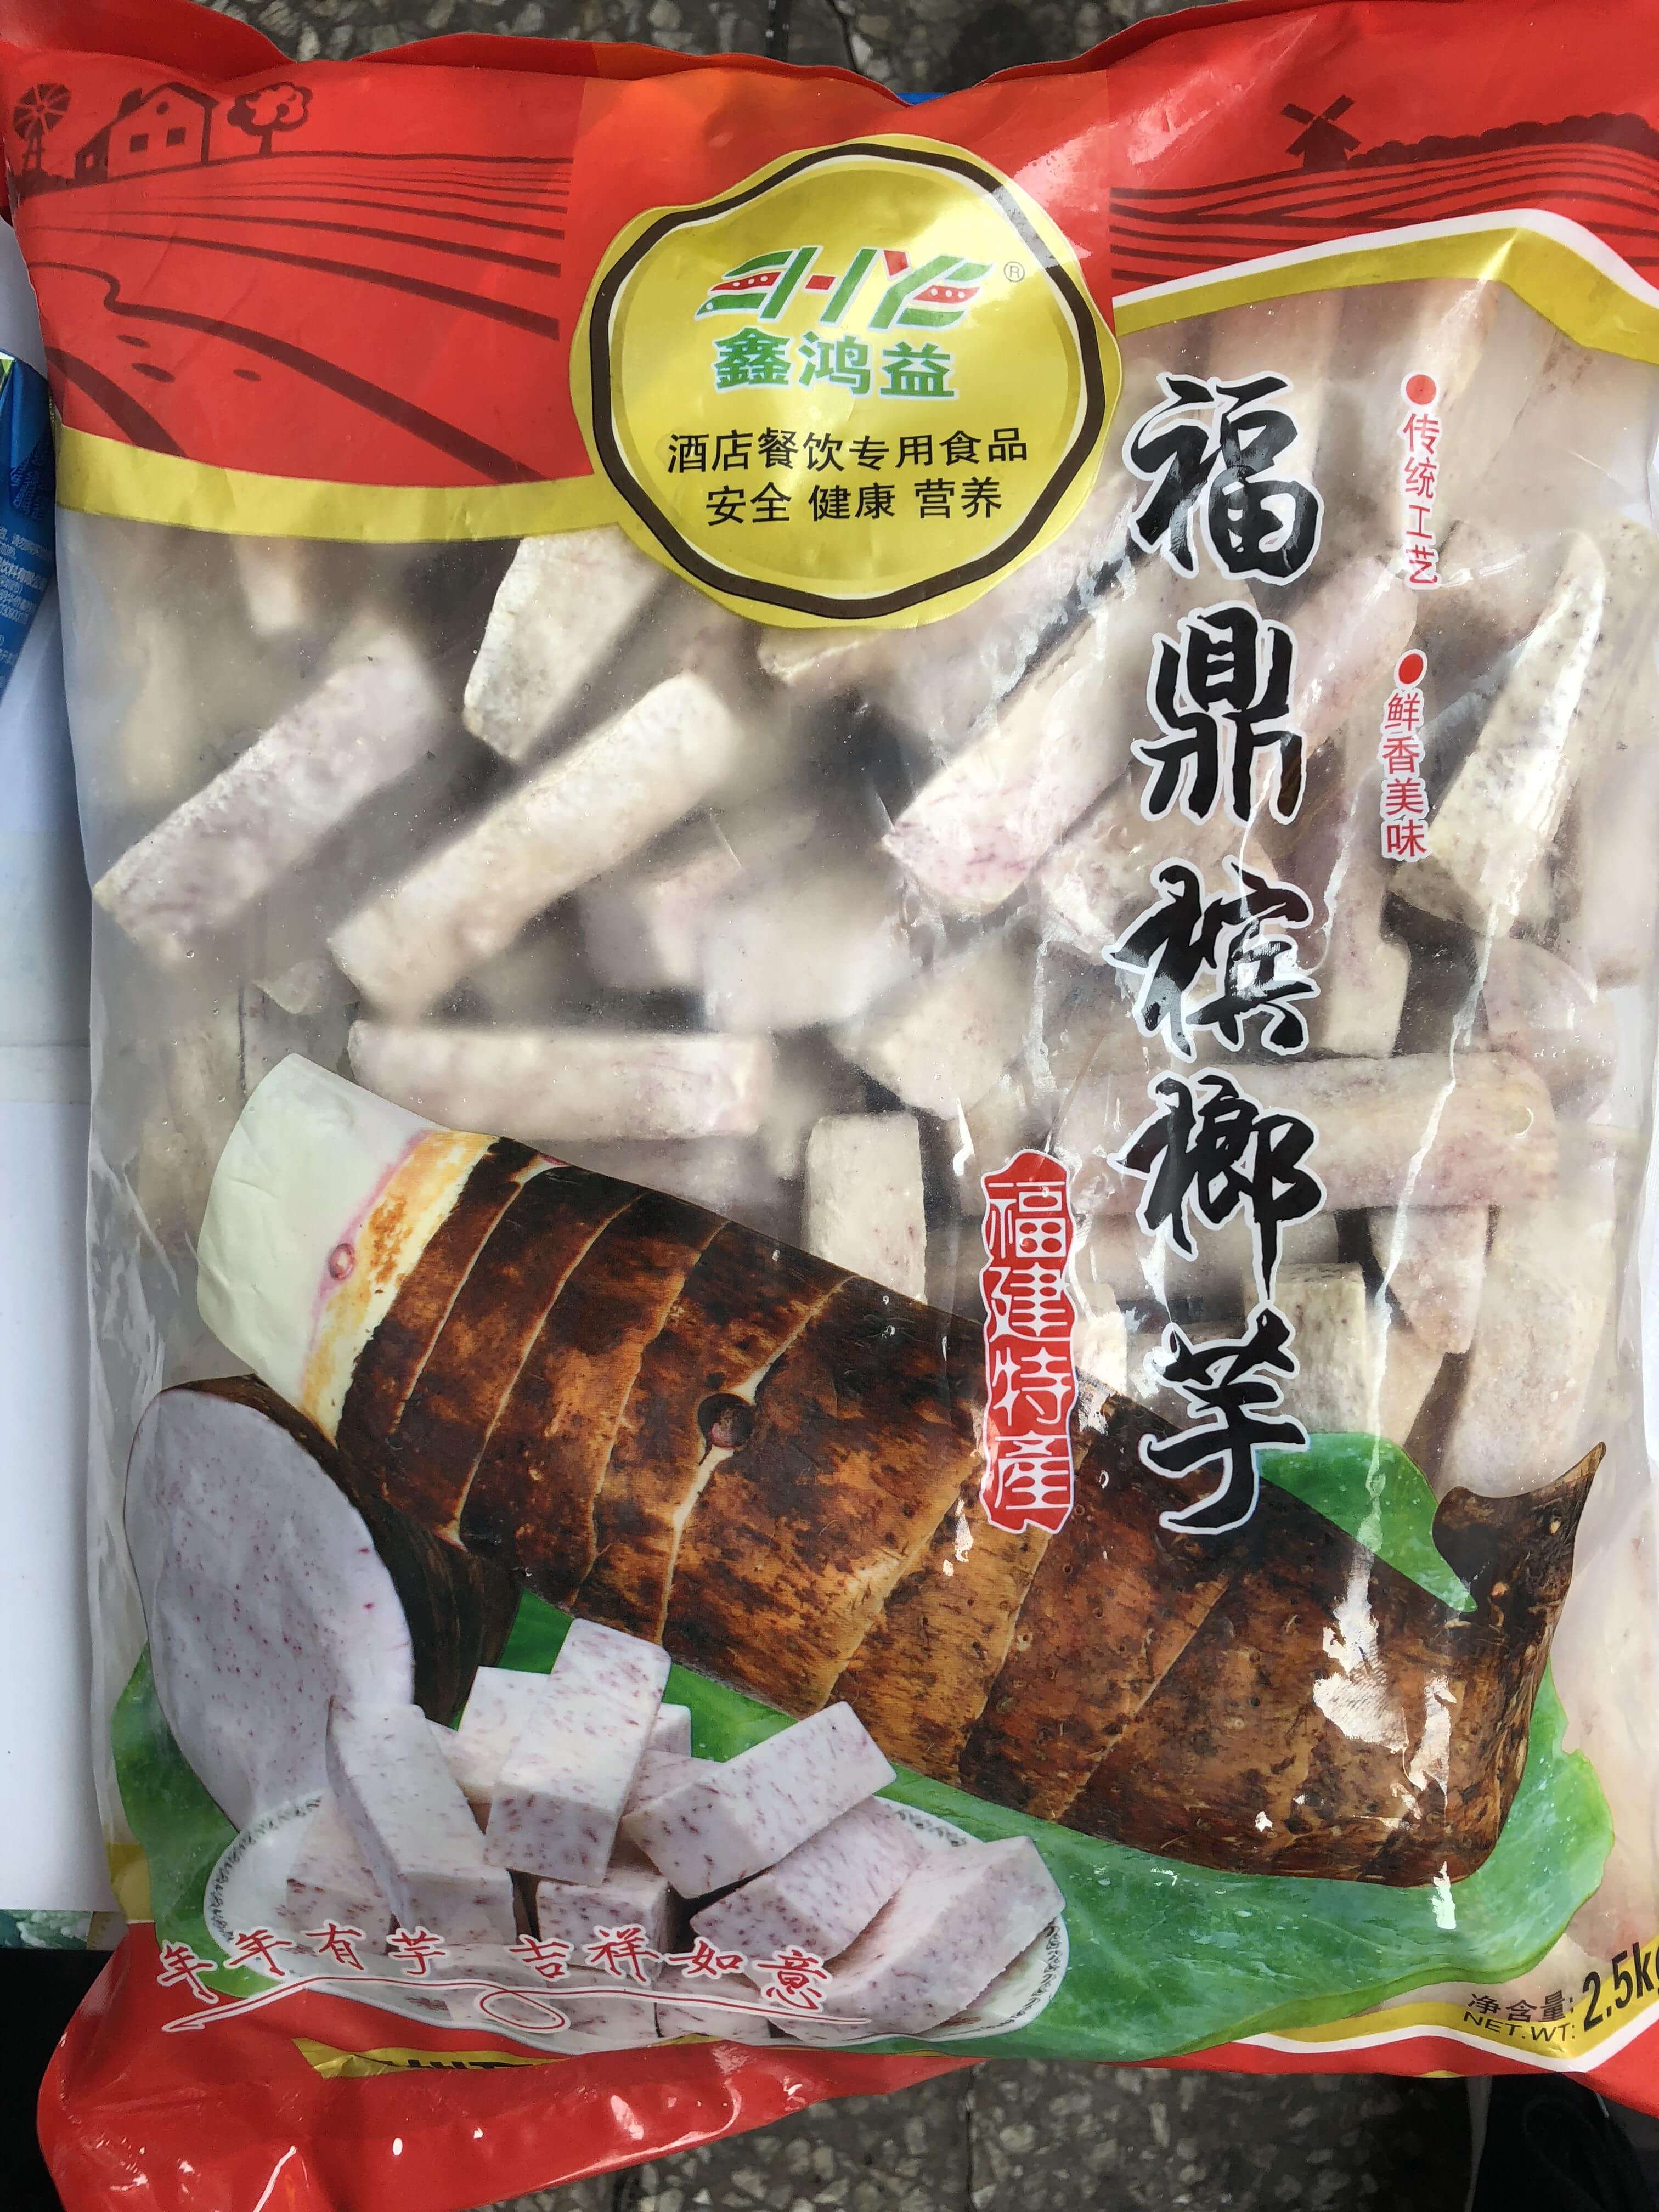 鑫鸿益
®
酒店餐饮专用食品
安全 健康 营养
福鼎槟榔芋
传统工艺
鲜香美味
福建特產
年年有芋 吉祥如意
净含量: 2.5k
NET.WT: